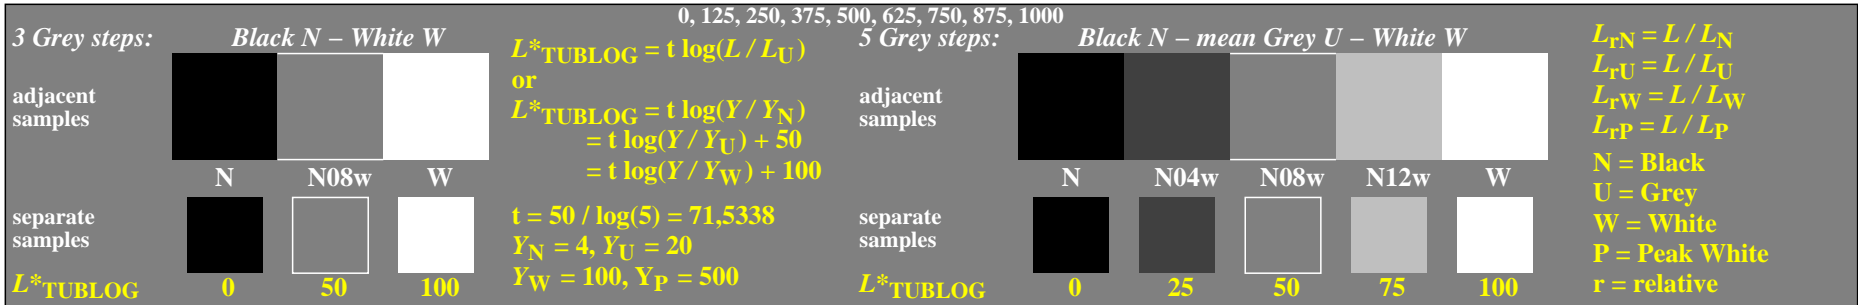 0, 125, 250, 375, 500, 625, 750, 875, 1000
3 Grey steps: Black N – White W
adjacent
samples
N N08w W
separate
samples
L*TUBLOG 0 50 100
L*TUBLOG = t log(L / LU)
or
L*TUBLOG = t log(Y / YN)
= t log(Y / YU) + 50
= t log(Y / YW) + 100
t = 50 / log(5) = 71,5338
YN = 4, YU = 20
YW = 100, YP = 500
5 Grey steps: Black N – mean Grey U – White W
adjacent
samples
N N04w N08w N12w W
separate
samples
L*TUBLOG 0 25 50 75 100
LrN = L / LN
LrU = L / LU
LrW = L / LW
LrP = L / LP
N = Black
U = Grey
W = White
P = Peak White
r = relative